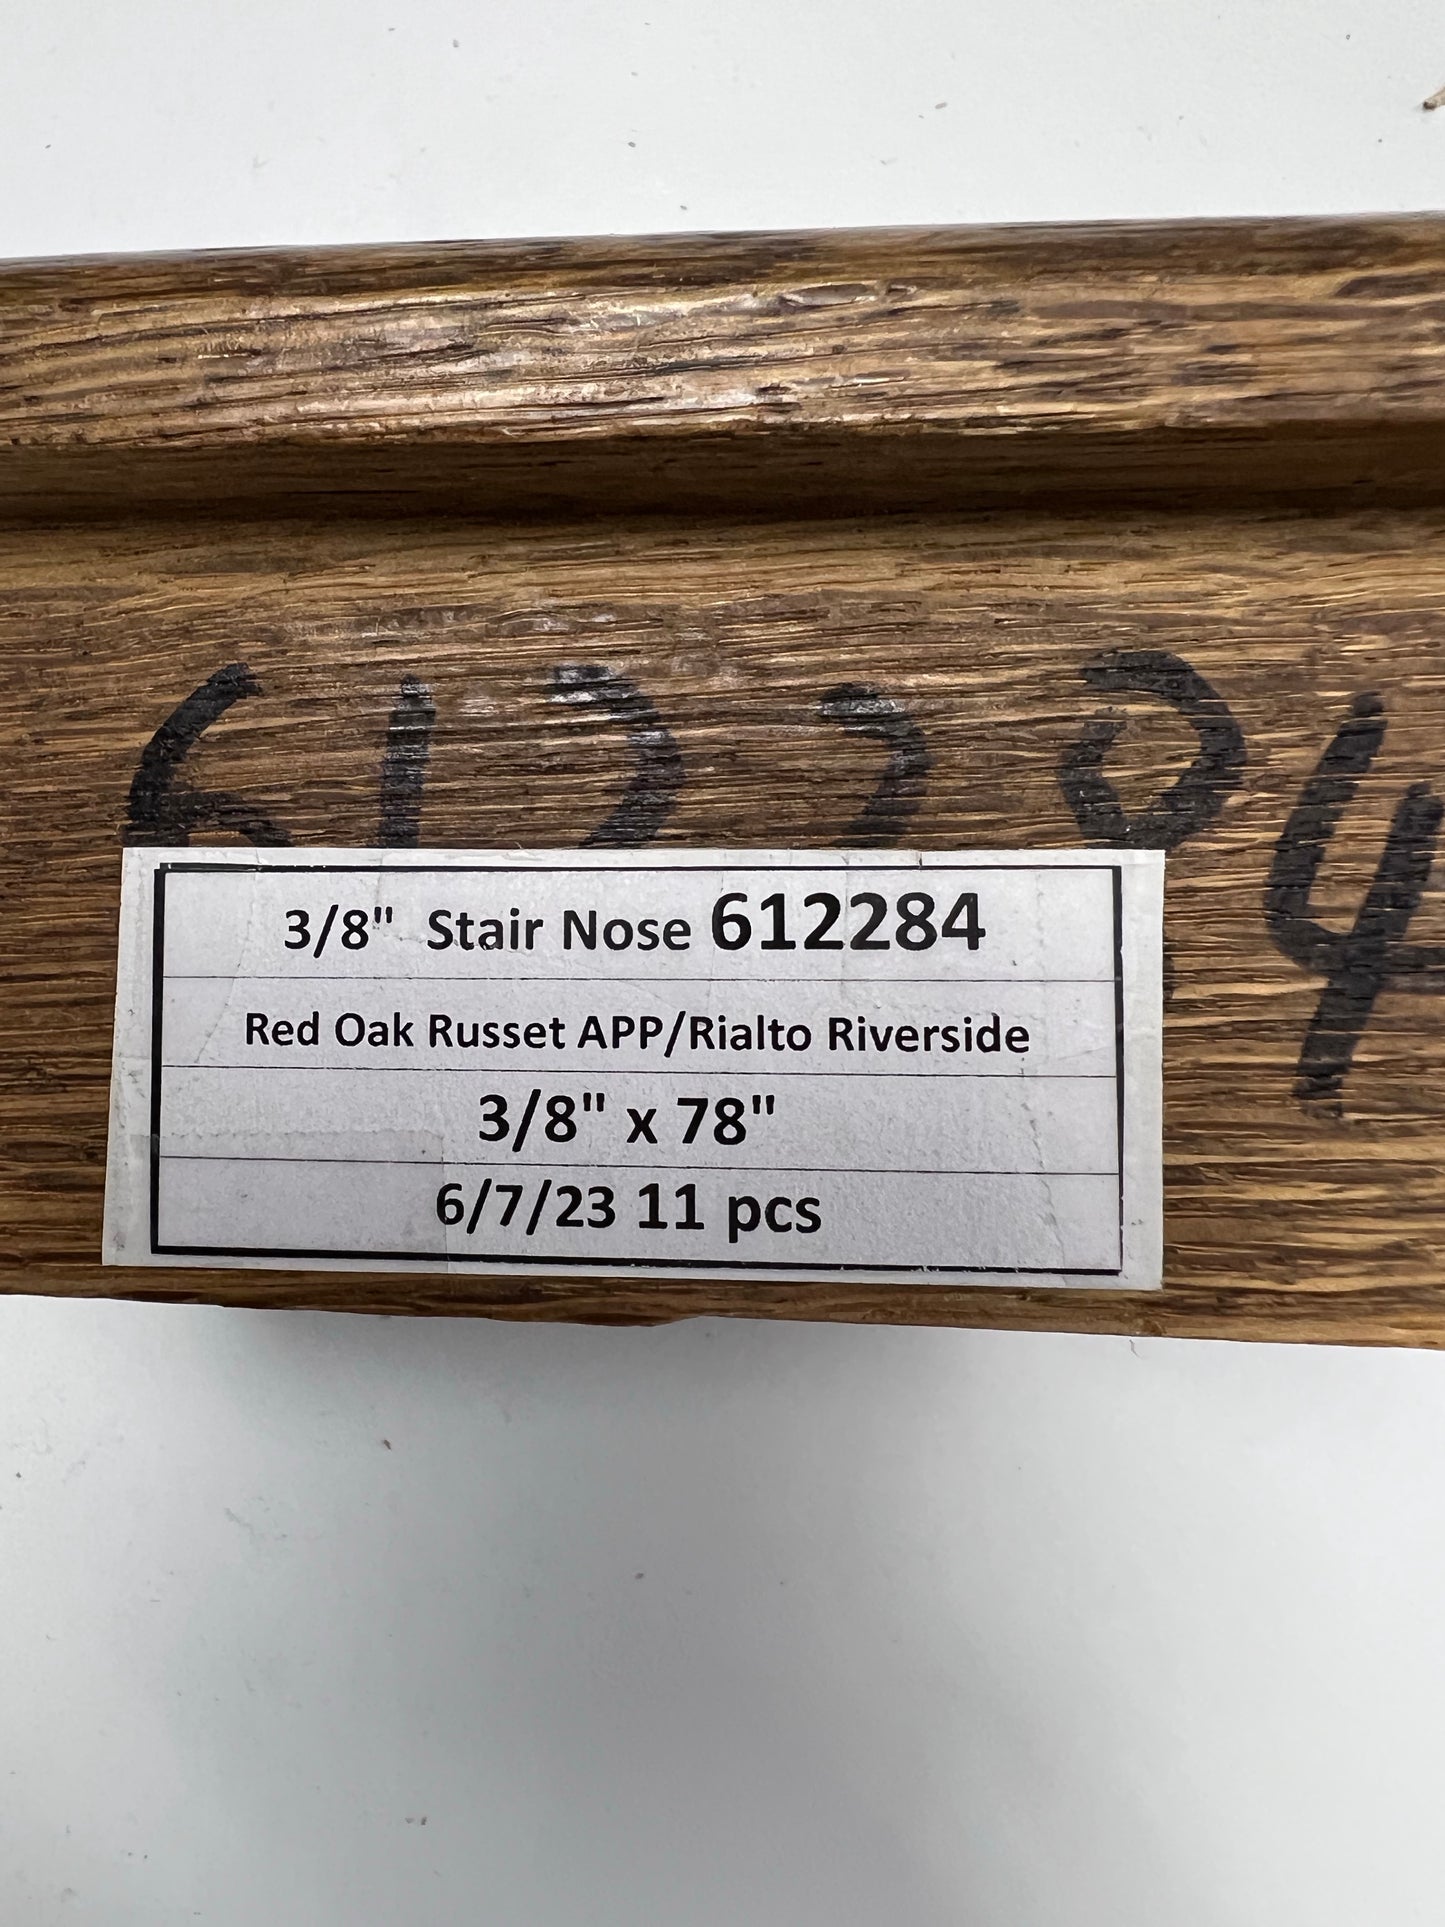 612284
3/8" Stair Nose 612284
Red Oak Russet APP/Rialto Riverside
3/8" x 78"
6/7/23 11 pcs